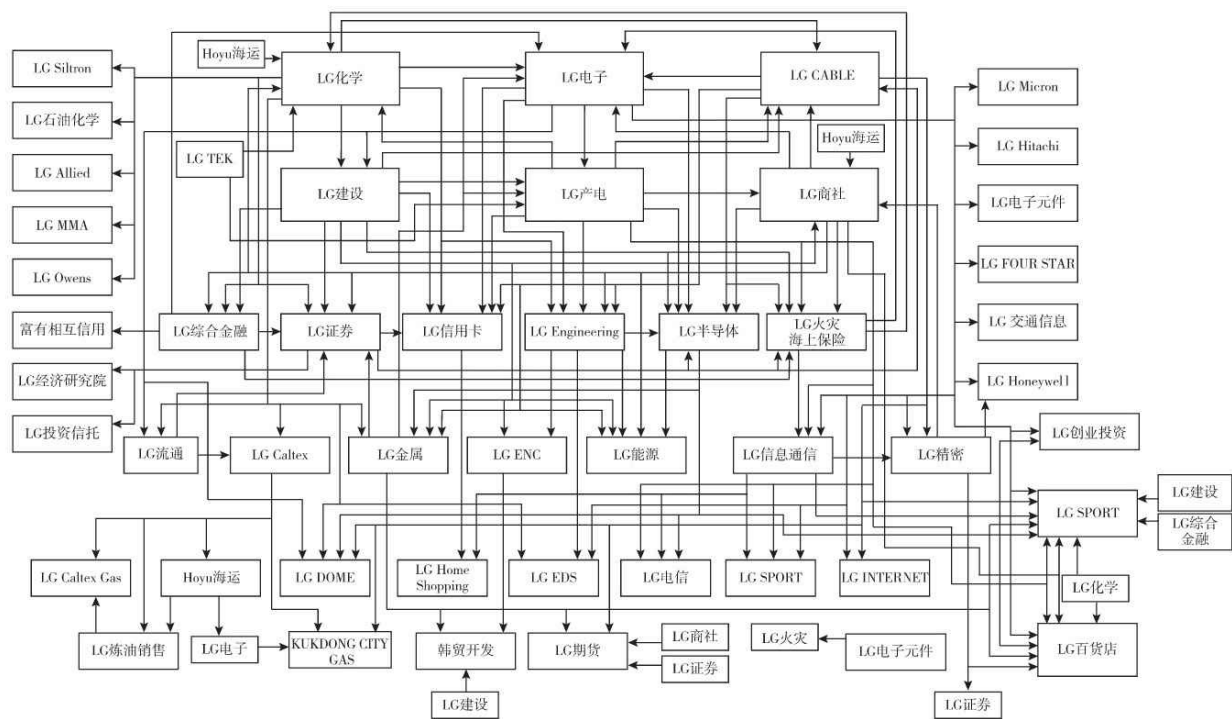 Hoyu海运
LG Siltron
LG化学
LG电子
LG CABLE
LG Micron
LG石油化学
Hoyu海运
LG Hitachi
LG TEK
LG Allied
LG建设
LG产电
LG商社
LG电子元件
LG MMA
LG Owens
LG FOUR STAR
富有相互信用
LG综合金融
LG证券
LG信用卡
LG Engineering
LG半导体
LG火灾
海上保险
LG 交通信息
LG经济研究院
LG Honeywell
LG投资信托
LG流通
LG Caltex
LG金属
LG ENC
LG能源
LG信息通信
LG精密
LG创业投资
LG建设
LG SPORT
LG综合
金融
LG Caltex Gas
Hoyu海运
LG DOME
LG Home
Shopping
LG EDS
LG电信
LG SPORT
LG INTERNET
LG化学
LG炼油销售
LG电子
KUKDONG CITY
GAS
韩贸开发
LG期货
LG商社
LG证券
LG火灾
LG电子元件
LG百货店
LG建设
LG证券